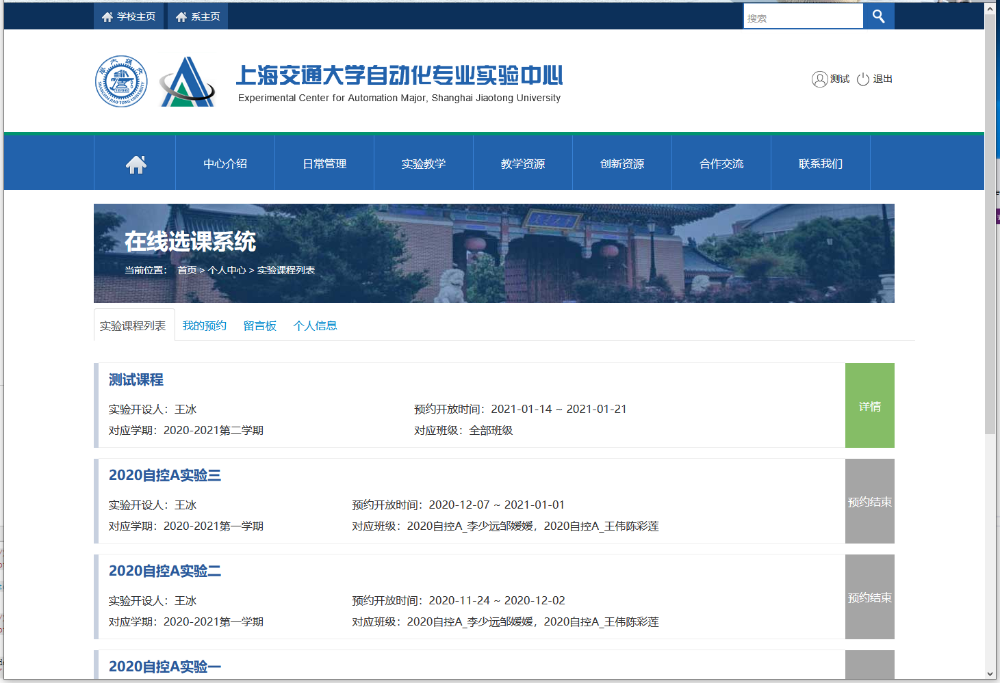 学校主页
系主页
搜索
上海交通大学自动化专业实验中心
Experimental Center for Automation Major, Shanghai Jiaotong University
测试
退出
中心介绍
日常管理
实验教学
教学资源
创新资源
合作交流
联系我们
在线选课系统
当前位置： 首页 > 个人中心 > 实验课程列表
实验课程列表
我的预约
留言板
个人信息
测试课程
实验开设人：王冰
预约开放时间：2021-01-14 ~ 2021-01-21
对应学期：2020-2021第二学期
对应班级：全部班级
详情
2020自控A实验三
实验开设人：王冰
预约开放时间：2020-12-07 ~ 2021-01-01
对应学期：2020-2021第一学期
对应班级：2020自控A_李少远邹媛媛，2020自控A_王伟陈彩莲
预约结束
2020自控A实验二
实验开设人：王冰
预约开放时间：2020-11-24 ~ 2020-12-02
对应学期：2020-2021第一学期
对应班级：2020自控A_李少远邹媛媛，2020自控A_王伟陈彩莲
预约结束
2020自控A实验一